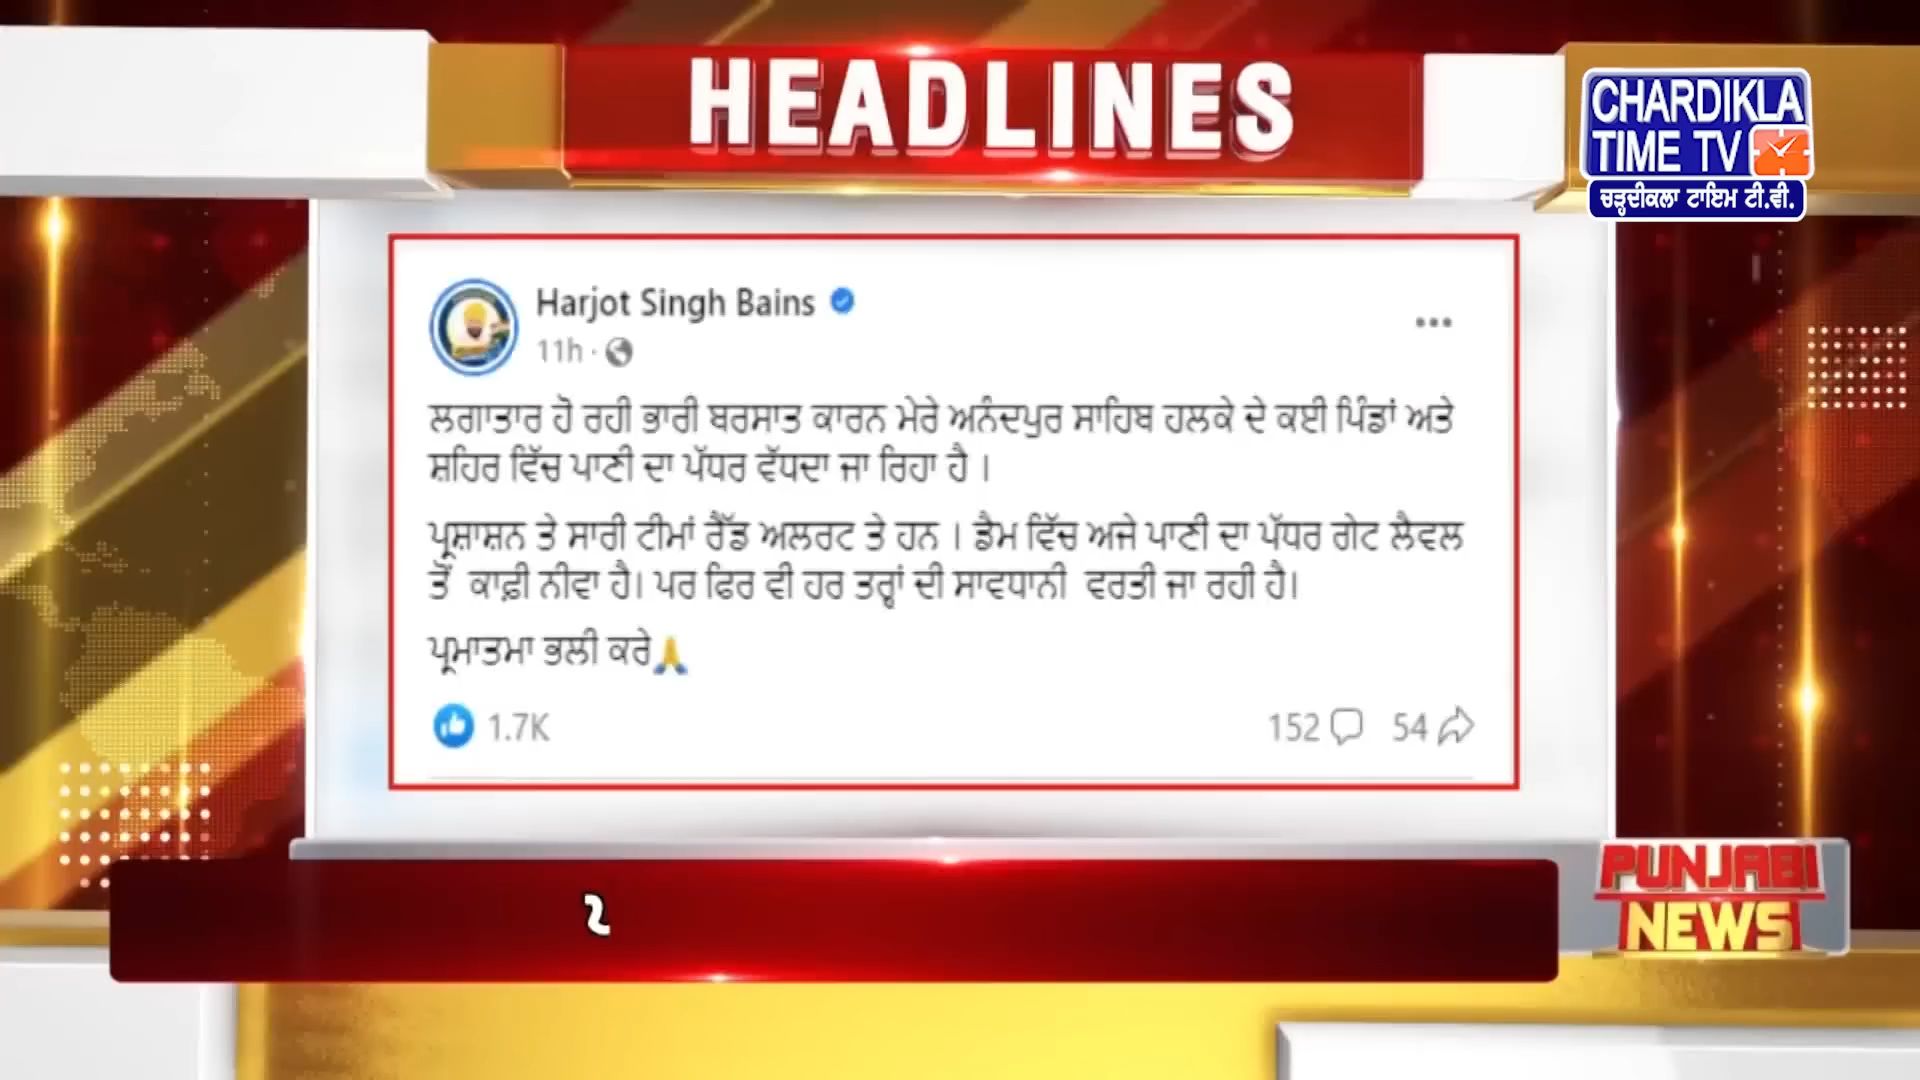 HEADLINES
CHARDIKLA
TIME TV
ਚੜ੍ਹਦੀਕਲਾ ਟਾਇਮ ਟੀ.ਵੀ.
Harjot Singh Bains
11h ·
ਲਗਾਤਾਰ ਹੋ ਰਹੀ ਭਾਰੀ ਬਰਸਾਤ ਕਾਰਨ ਮੇਰੇ ਅਨੰਦਪੁਰ ਸਾਹਿਬ ਹਲਕੇ ਦੇ ਕਈ ਪਿੰਡਾਂ ਅਤੇ
ਸ਼ਹਿਰ ਵਿੱਚ ਪਾਣੀ ਦਾ ਪੱਧਰ ਵੱਧਦਾ ਜਾ ਰਿਹਾ ਹੈ ।
ਪ੍ਰਸ਼ਾਸ਼ਨ ਤੇ ਸਾਰੀ ਟੀਮਾਂ ਰੈੱਡ ਅਲਰਟ ਤੇ ਹਨ । ਡੈਮ ਵਿੱਚ ਅਜੇ ਪਾਣੀ ਦਾ ਪੱਧਰ ਗੇਟ ਲੈਵਲ
ਤੋਂ ਕਾਫ਼ੀ ਨੀਵਾ ਹੈ। ਪਰ ਫਿਰ ਵੀ ਹਰ ਤਰ੍ਹਾਂ ਦੀ ਸਾਵਧਾਨੀ ਵਰਤੀ ਜਾ ਰਹੀ ਹੈ।
ਪ੍ਰਮਾਤਮਾ ਭਲੀ ਕਰੇ🙏
1.7K
152
54
PUNJABI
NEWS